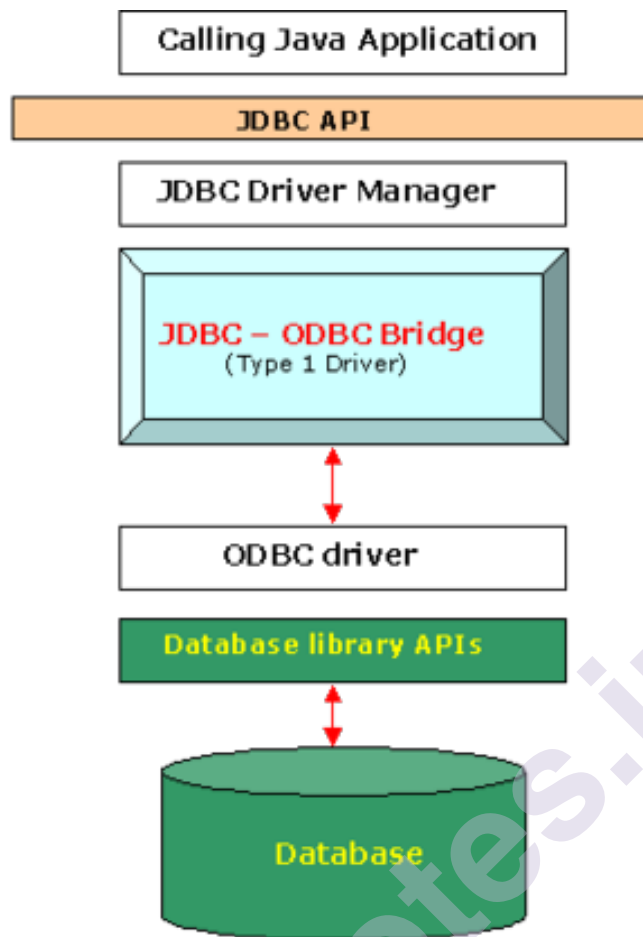 Calling Java Application
JDBC API
JDBC Driver Manager
JDBC – ODBC Bridge
(Type 1 Driver)
ODBC driver
Database library APIs
Database